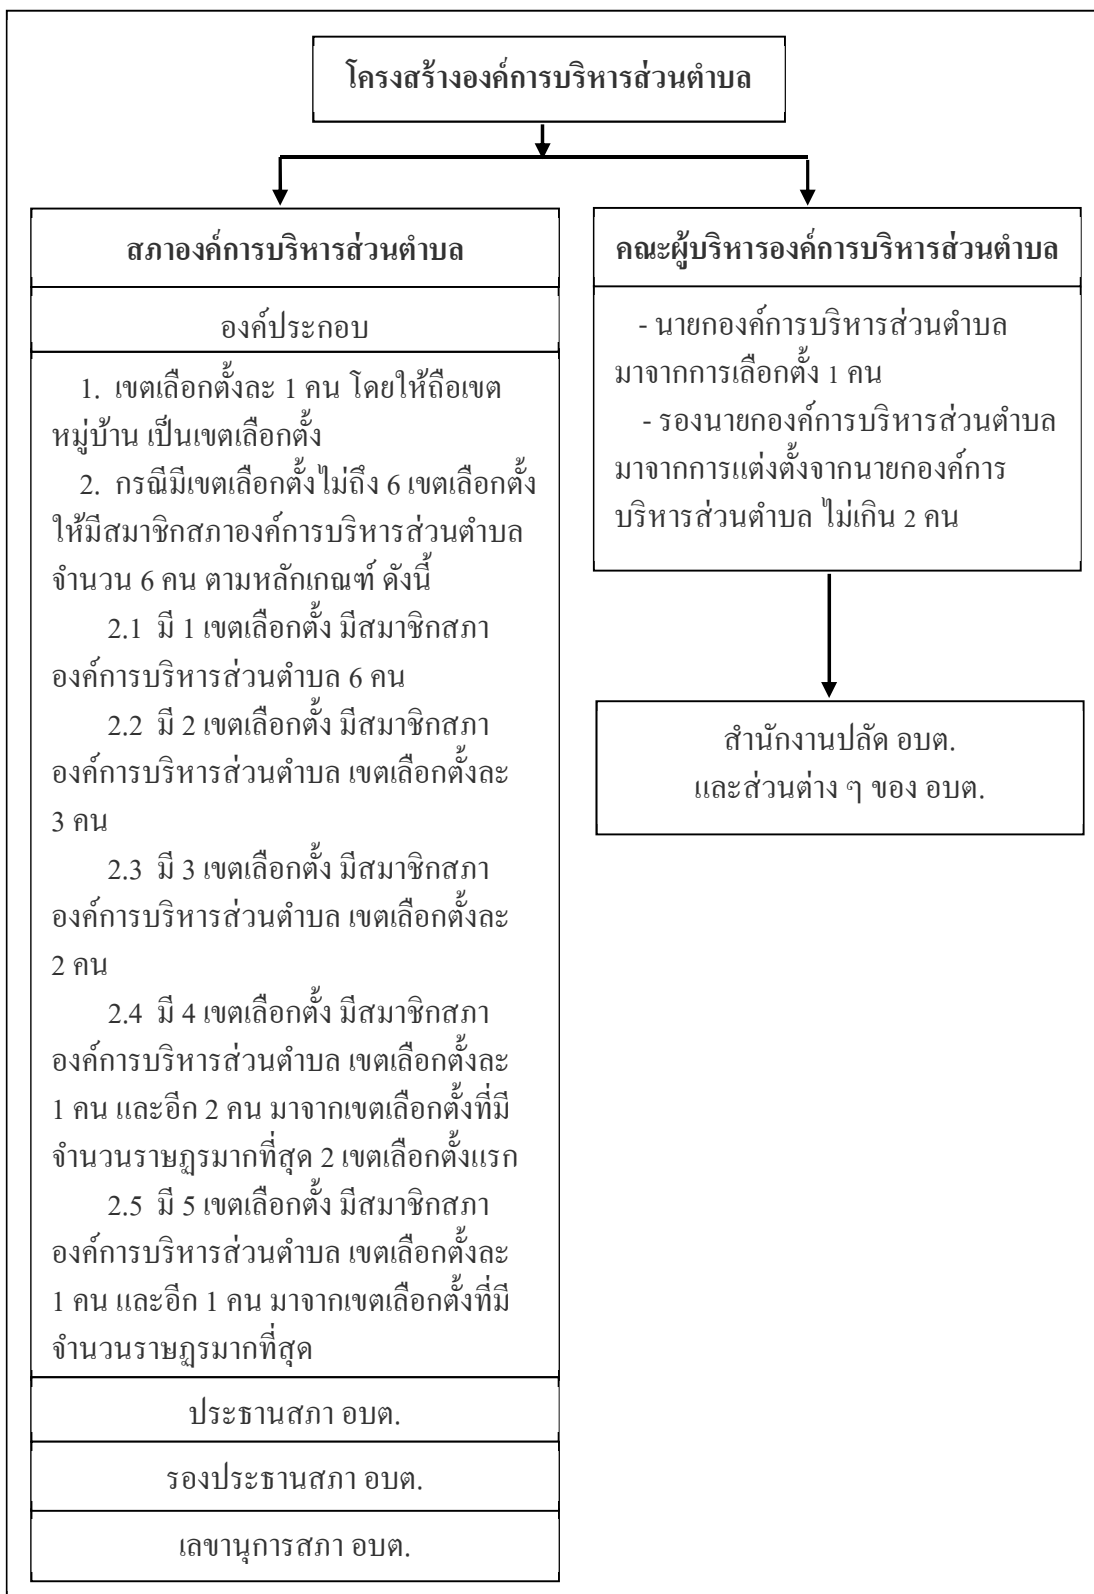 โครงสร้างองค์การบริหารส่วนตำบล
สภาองค์การบริหารส่วนตำบล
องค์ประกอบ
1. เขตเลือกตั้งละ 1 คน โดยให้ถือเขต
หมู่บ้าน เป็นเขตเลือกตั้ง
2. กรณีมีเขตเลือกตั้งไม่ถึง 6 เขตเลือกตั้ง
ให้มีสมาชิกสภาองค์การบริหารส่วนตำบล
จำนวน 6 คน ตามหลักเกณฑ์ ดังนี้
2.1 มี 1 เขตเลือกตั้ง มีสมาชิกสภา
องค์การบริหารส่วนตำบล 6 คน
2.2 มี 2 เขตเลือกตั้ง มีสมาชิกสภา
องค์การบริหารส่วนตำบล เขตเลือกตั้งละ
3 คน
2.3 มี 3 เขตเลือกตั้ง มีสมาชิกสภา
องค์การบริหารส่วนตำบล เขตเลือกตั้งละ
2 คน
2.4 มี 4 เขตเลือกตั้ง มีสมาชิกสภา
องค์การบริหารส่วนตำบล เขตเลือกตั้งละ
1 คน และอีก 2 คน มาจากเขตเลือกตั้งที่มี
จำนวนราษฎรมากที่สุด 2 เขตเลือกตั้งแรก
2.5 มี 5 เขตเลือกตั้ง มีสมาชิกสภา
องค์การบริหารส่วนตำบล เขตเลือกตั้งละ
1 คน และอีก 1 คน มาจากเขตเลือกตั้งที่มี
จำนวนราษฎรมากที่สุด
ประธานสภา อบต.
รองประธานสภา อบต.
เลขานุการสภา อบต.
คณะผู้บริหารองค์การบริหารส่วนตำบล
- นายกองค์การบริหารส่วนตำบล
มาจากการเลือกตั้ง 1 คน
- รองนายกองค์การบริหารส่วนตำบล
มาจากการแต่งตั้งจากนายกองค์การ
บริหารส่วนตำบล ไม่เกิน 2 คน
สำนักงานปลัด อบต.
และส่วนต่าง ๆ ของ อบต.